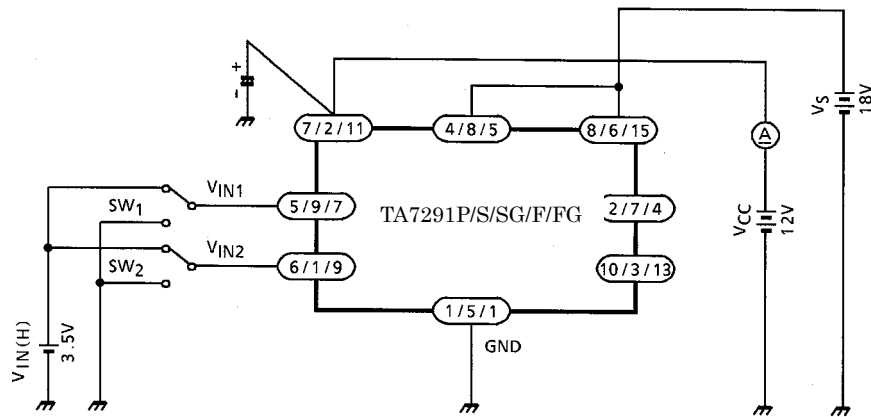 +
-
7 / 2 / 11
4 / 8 / 5
8 / 6 / 15
VS
18V
A
VCC
12V
5 / 9 / 7
6 / 1 / 9
TA7291P/S/SG/F/FG
2 / 7 / 4
10 / 3 / 13
1 / 5 / 1
GND
VIN1
SW1
VIN2
SW2
VIN(H)
3.5V